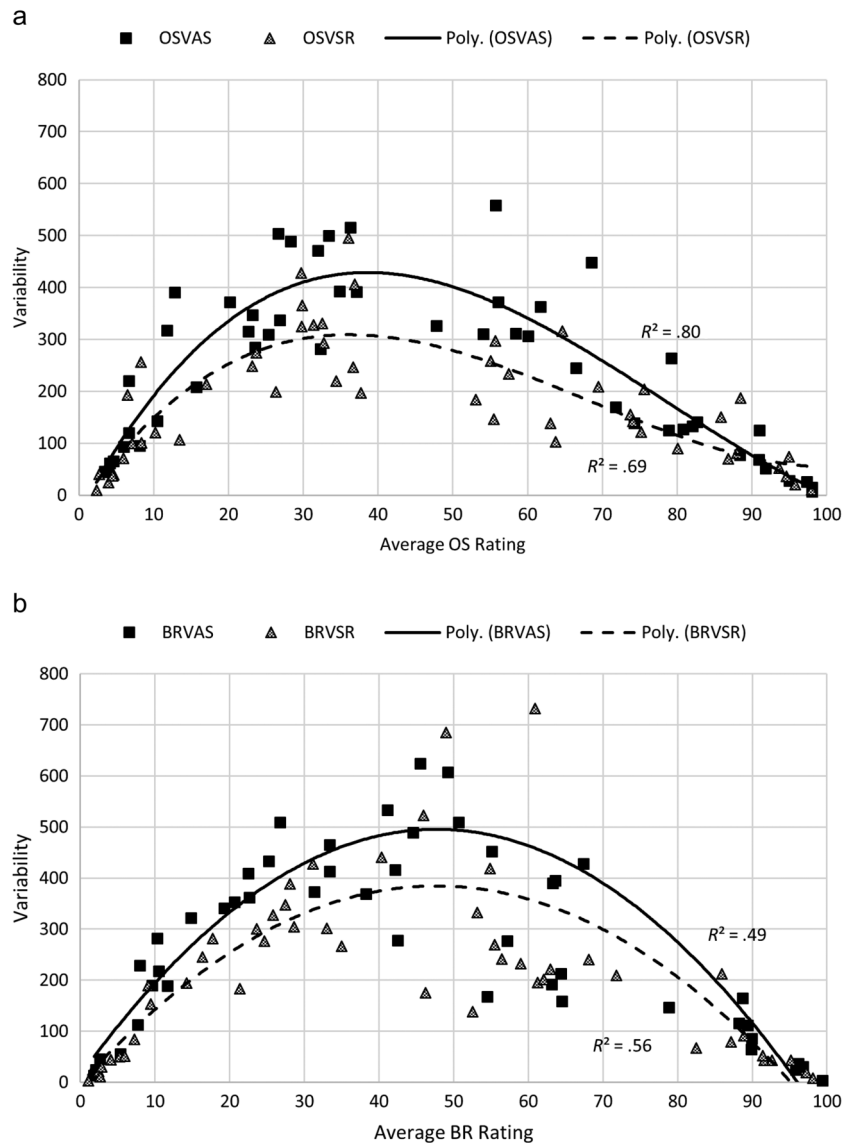 a
OSVAS OSVSR Poly. (OSVAS) Poly. (OSVSR)
800
700
600
500
400
300
200
100
0
Variability
R² = .80
R² = .69
0 10 20 30 40 50 60 70 80 90 100
Average OS Rating
b
BRVAS BRVSR Poly. (BRVAS) Poly. (BRVSR)
800
700
600
500
400
300
200
100
0
Variability
R² = .49
R² = .56
0 10 20 30 40 50 60 70 80 90 100
Average BR Rating